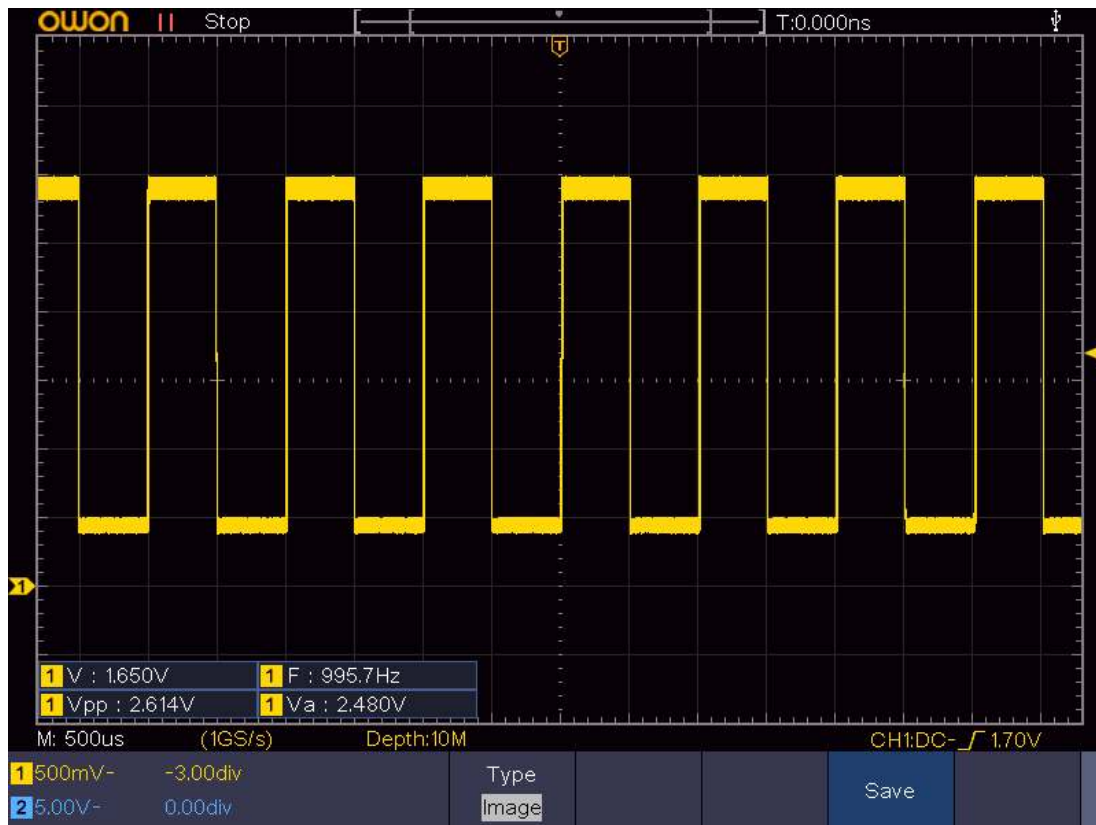 owon Stop T:0.000ns
T
1
1 V : 1.650V 1 F : 995.7Hz
1 Vpp : 2.614V 1 Va : 2.480V
M: 500us (1GS/s) Depth:10M CH1:DC- 1.70V
1 500mV- -3.00div Type
Save
2 5.00V- 0.00div Image